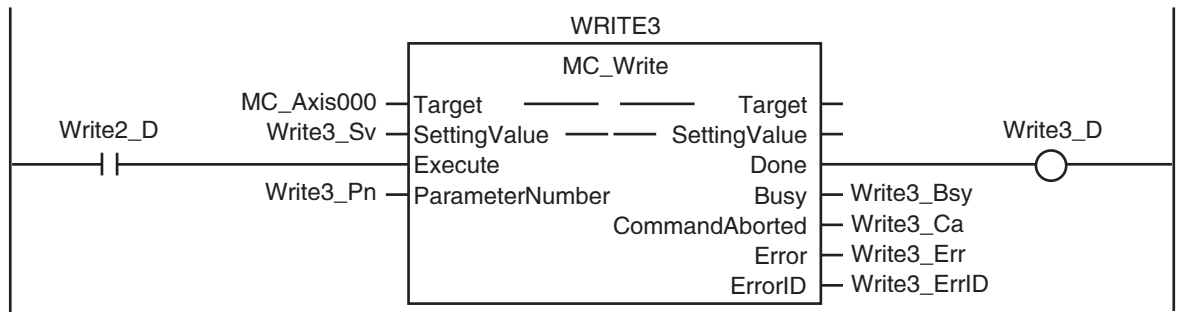 WRITE3
MC_Write
MC_Axis000 Target Target
Write2_D Write3_Sv SettingValue SettingValue Write3_D
Execute Done
Write3_Pn ParameterNumber Busy Write3_Bsy
CommandAborted Write3_Ca
Error Write3_Err
ErrorID Write3_ErrID